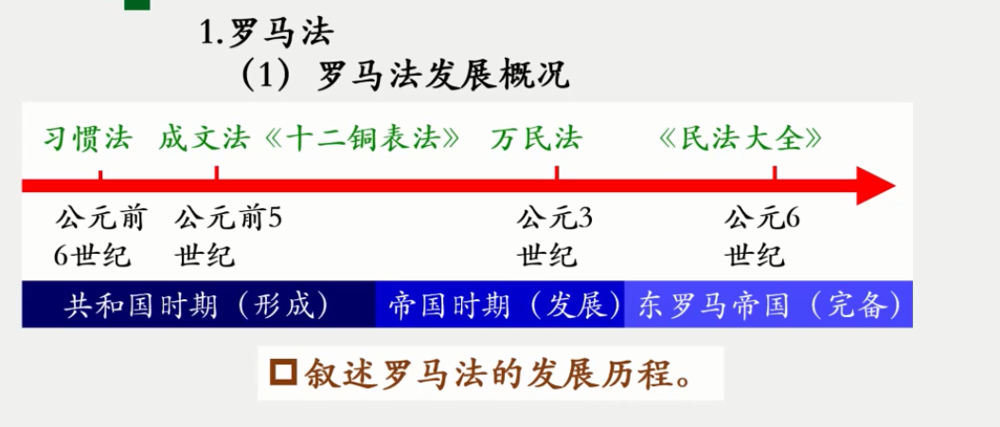 1.罗马法
（1）罗马法发展概况
习惯法 成文法《十二铜表法》 万民法 《民法大全》
公元前6世纪 公元前5世纪 公元3世纪 公元6世纪
共和国时期（形成） 帝国时期（发展） 东罗马帝国（完备）
叙述罗马法的发展历程。